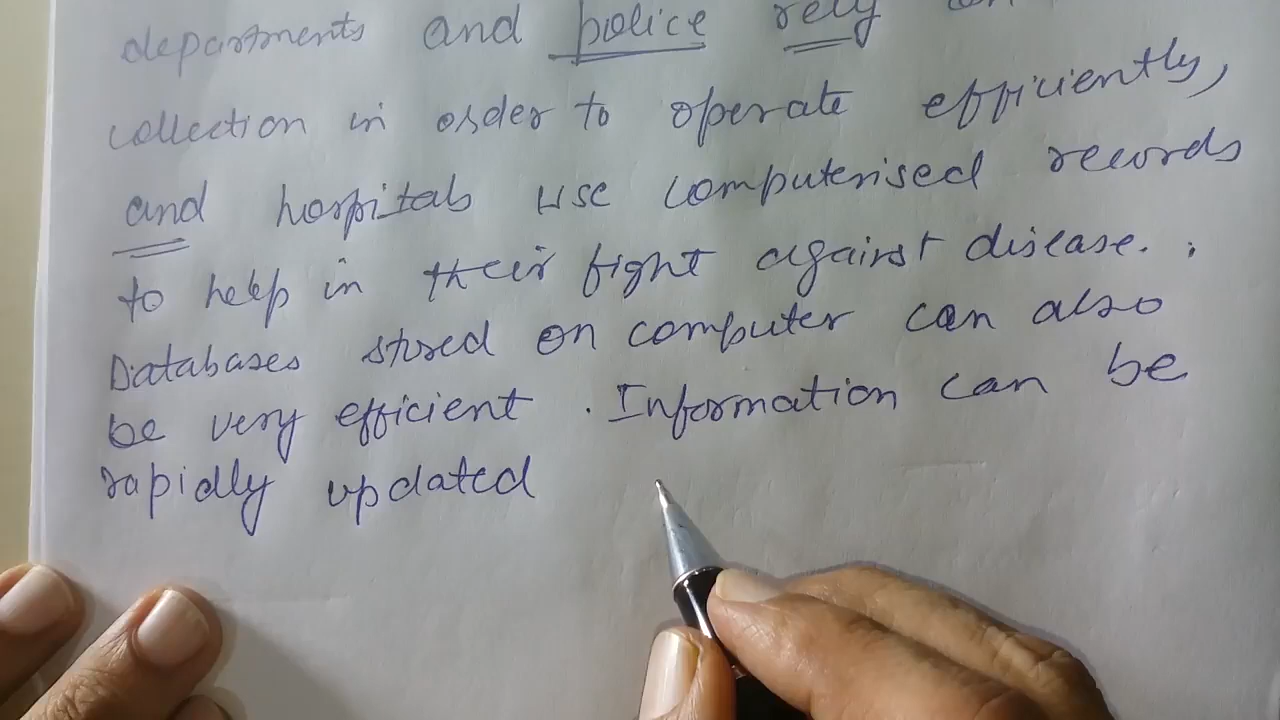 departments and police rely on
collection in order to operate efficiently,
and hospitals use computerised records
to help in their fight against disease.
Databases stored on computer can also
be very efficient. Information can be
rapidly updated